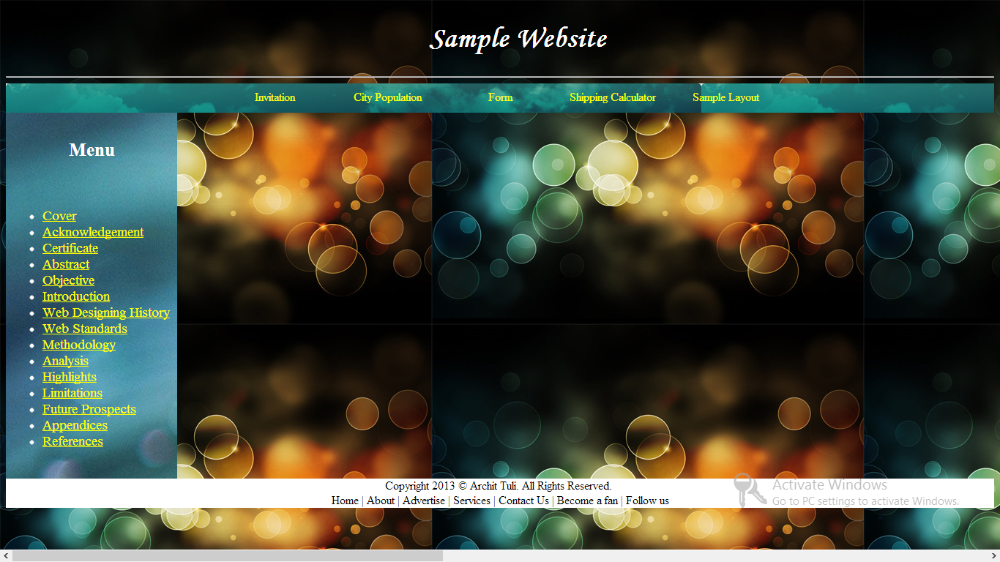 Sample Website
Invitation City Population Form Shipping Calculator Sample Layout
Menu
Cover
Acknowledgement
Certificate
Abstract
Objective
Introduction
Web Designing History
Web Standards
Methodology
Analysis
Highlights
Limitations
Future Prospects
Appendices
References
Copyright 2013 © Archit Tuli. All Rights Reserved.
Home | About | Advertise | Services | Contact Us | Become a fan | Follow us
Activate Windows
Go to PC settings to activate Windows.